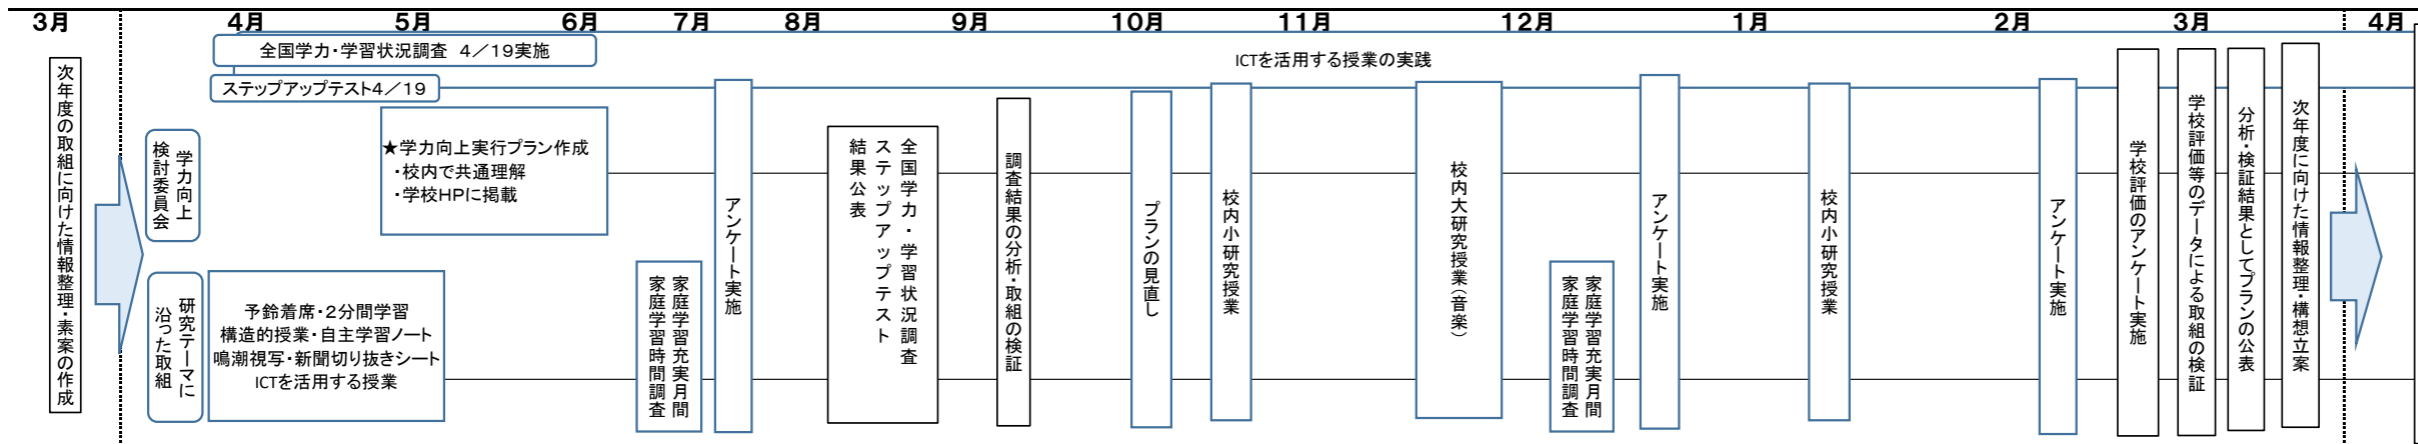 3月
4月
5月
6月
7月
8月
9月
10月
11月
12月
1月
2月
3月
4月
次年度の取組に向けた情報整理・素案の作成
全国学力・学習状況調査 4/19実施
ステップアップテスト4/19
ICTを活用する授業の実践
学力向上
検討委員会
★学力向上実行プラン作成
・校内で共通理解
・学校HPに掲載
研究テーマに
沿った取組
予鈴着席・2分間学習
構造的授業・自主学習ノート
鳴潮視写・新聞切り抜きシート
ICTを活用する授業
家庭学習充実月間
家庭学習時間調査
アンケート実施
全国学力・学習状況調査
ステップアップテスト
結果公表
調査結果の分析・取組の検証
プランの見直し
校内小研究授業
校内大研究授業(音楽)
家庭学習充実月間
家庭学習時間調査
アンケート実施
校内小研究授業
アンケート実施
学校評価のアンケート実施
学校評価等のデータによる取組の検証
分析・検証結果としてプランの公表
次年度に向けた情報整理・構想立案